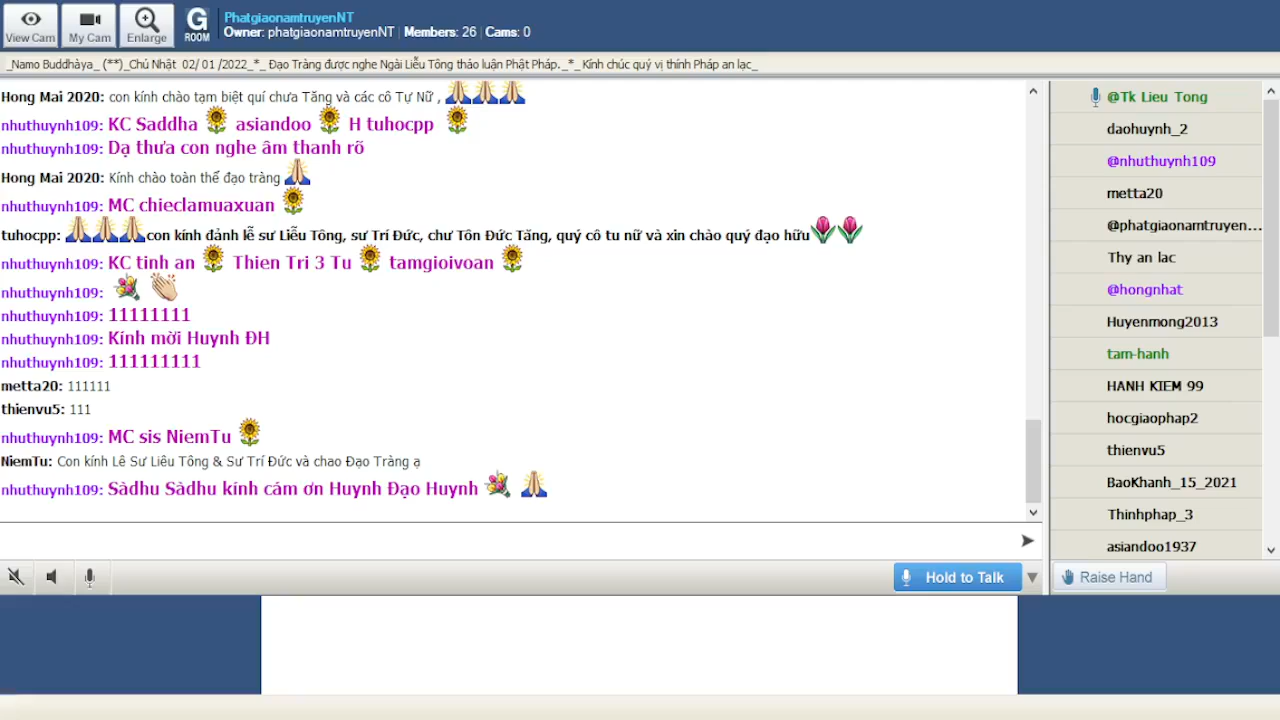 View Cam
My Cam
Enlarge
G ROOM
PhatgiaonamtruyenNT
Owner: phatgiaonamtruyenNT | Members: 26 | Cams: 0
_Namo Buddhàya_ (**)_Chủ Nhật 02/ 01 /2022_*_ Đạo Tràng được nghe Ngài Liễu Tông thảo luận Phật Pháp._*_Kính chúc quý vị thính Pháp an lạc_
Hong Mai 2020: con kính chào tạm biệt quí chưa Tăng và các cô Tự Nữ ,
nhuthuynh109: KC Saddha asiandoo H tuhocpp
nhuthuynh109: Dạ thưa con nghe âm thanh rõ
Hong Mai 2020: Kính chào toàn thể đạo tràng
nhuthuynh109: MC chieclamuaxuan
tuhocpp: con kính đảnh lễ sư Liễu Tông, sư Trí Đức, chư Tôn Đức Tăng, quý cô tu nữ và xin chào quý đạo hữu
nhuthuynh109: KC tinh an Thien Tri 3 Tu tamgioivoan
nhuthuynh109:
nhuthuynh109: 11111111
nhuthuynh109: Kính mời Huynh ĐH
nhuthuynh109: 111111111
metta20: 111111
thienvu5: 111
nhuthuynh109: MC sis NiemTu
NiemTu: Con kính Lê Sư Liêu Tông & Sư Trí Đức và chao Đạo Tràng ạ
nhuthuynh109: Sàdhu Sàdhu kính cám ơn Huynh Đạo Huynh
Hold to Talk
@Tk Lieu Tong
daohuynh_2
@nhuthuynh109
metta20
@phatgiaonamtruyen...
Thy an lac
@hongnhat
Huyenmong2013
tam-hanh
HANH KIEM 99
hocgiaophap2
thienvu5
BaoKhanh_15_2021
Thinhphap_3
asiandoo1937
Raise Hand